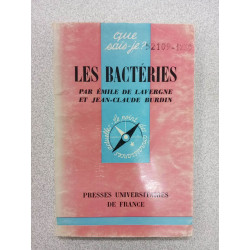 que
sais-je?
LES BACTÉRIES
PAR ÉMILE DE LAVERGNE
ET JEAN-CLAUDE BURDIN
PRESSES UNIVERSITAIRES
DE FRANCE